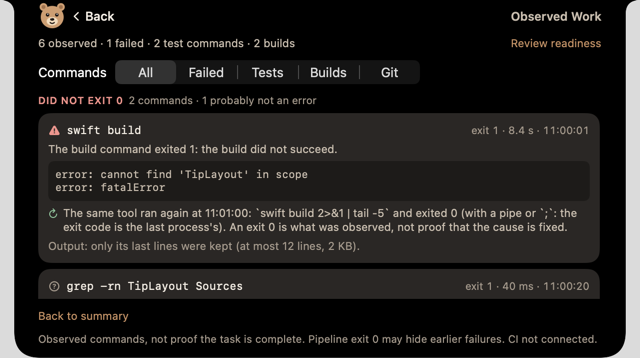 Back
Observed Work
6 observed · 1 failed · 2 test commands · 2 builds
Review readiness
Commands
All
Failed
Tests
Builds
Git
DID NOT EXIT 0 2 commands · 1 probably not an error
swift build
exit 1 · 8.4 s · 11:00:01
The build command exited 1: the build did not succeed.
error: cannot find 'TipLayout' in scope
error: fatalError
The same tool ran again at 11:01:00: `swift build 2>&1 | tail -5` and exited 0 (with a pipe or `;`: the
exit code is the last process's). An exit 0 is what was observed, not proof that the cause is fixed.
Output: only its last lines were kept (at most 12 lines, 2 KB).
grep -rn TipLayout Sources
exit 1 · 40 ms · 11:00:20
Back to summary
Observed commands, not proof the task is complete. Pipeline exit 0 may hide earlier failures. CI not connected.